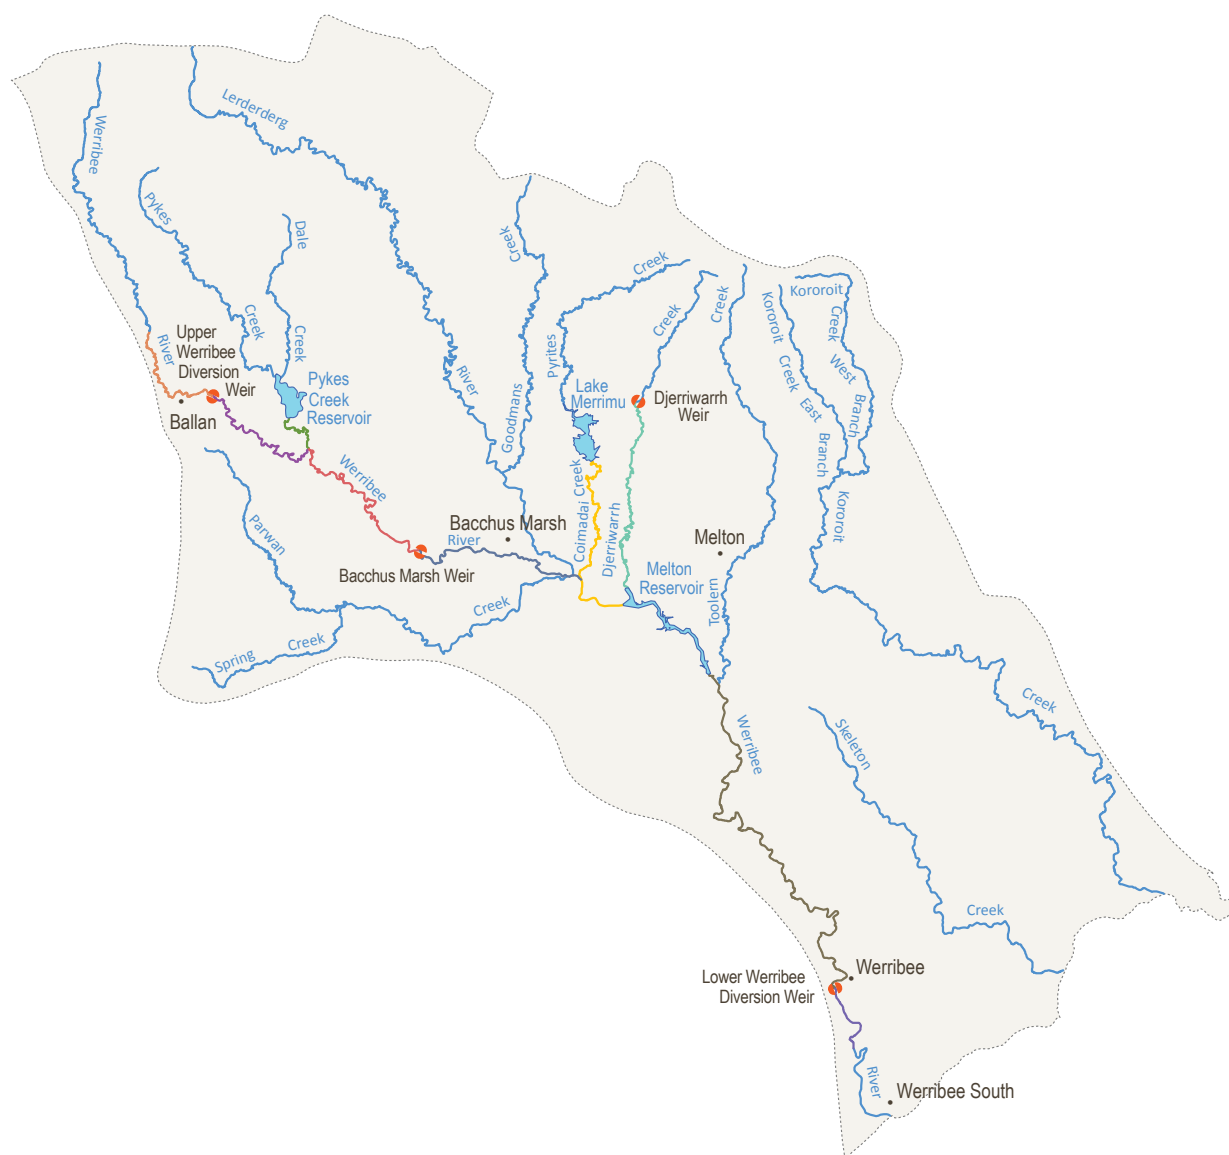 Lerderderg
Werribee
Pykes
Dale
Creek
Creek
Creek
Creek
Kororoit
Kororoit
Creek
Creek
Creek
Creek
River
Upper
Werribee
Diversion
Weir
River
Pyrites
Creek
West
East
Branch
Branch
Pykes
Creek
Reservoir
Lake
Merrimu
Djerriwarrh
Weir
Ballan
Goodmans
Werribee
Kororoit
Parwan
Bacchus Marsh
River
Coimadai Creek
Djerriwarrh
Melton
Bacchus Marsh Weir
Melton
Reservoir
Toolern
Creek
Spring
Creek
Creek
Werribee
Skeleton
Creek
Werribee
Lower Werribee
Diversion Weir
River
Werribee South